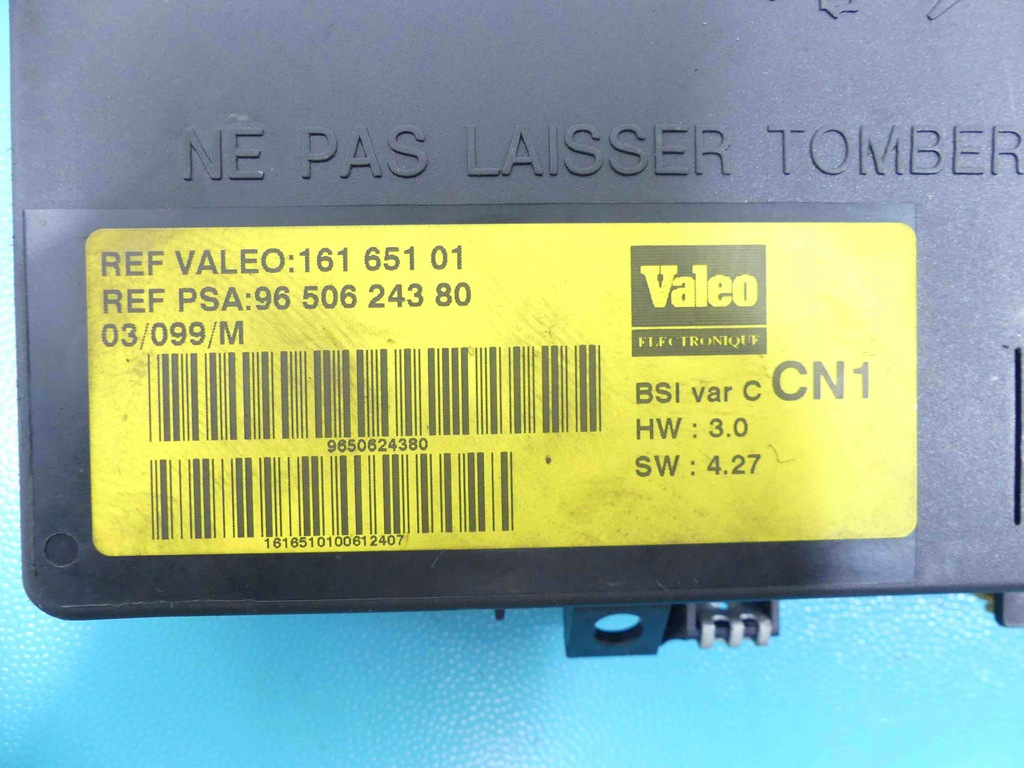 NE PAS LAISSER TOMBER
REF VALEO:161 651 01
REF PSA:96 506 243 80
03/099/M
9650624380
1616510100612407
Valeo
ELECTRONIQUE
BSI var C CN1
HW : 3.0
SW : 4.27